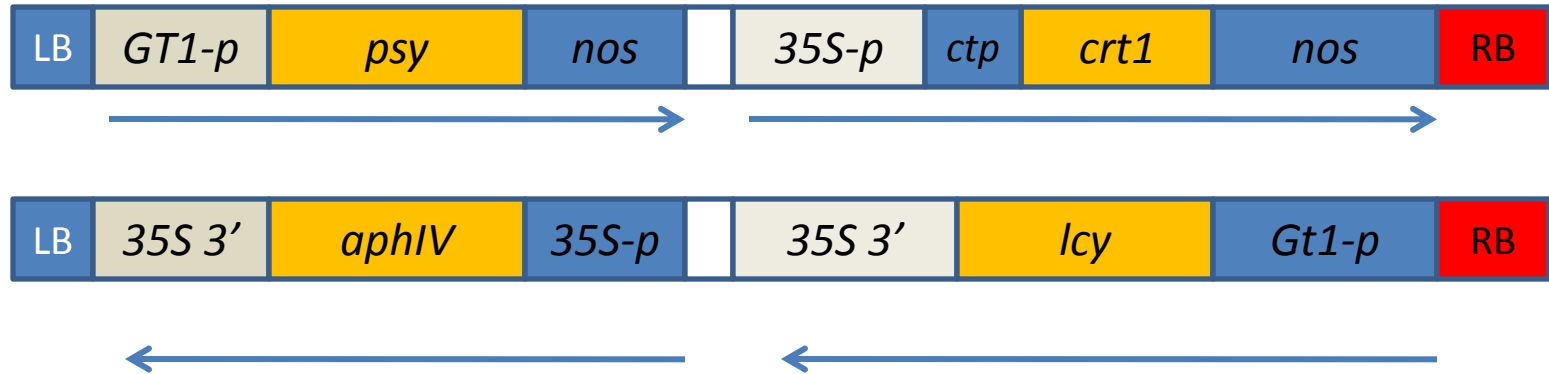 LB GT1-p psy nos 35S-p ctp crt1 nos RB
LB 35S 3’ aphIV 35S-p 35S 3’ lcy Gt1-p RB